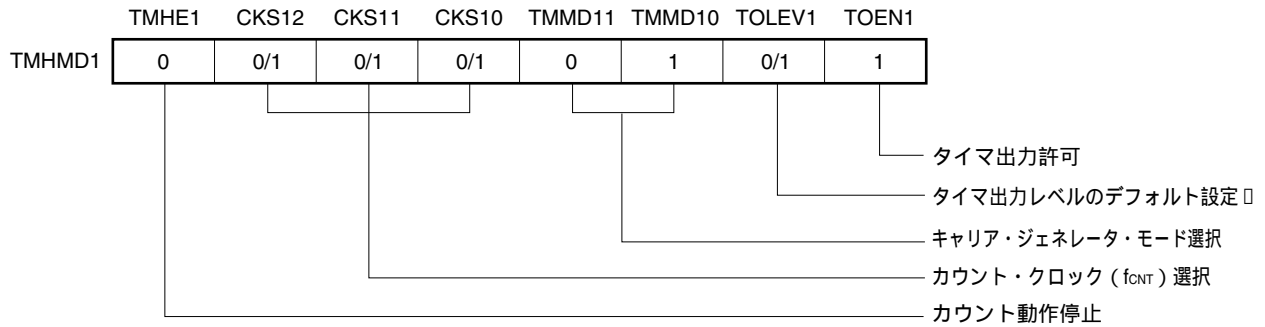 TMHE1 CKS12 CKS11 CKS10 TMMD11 TMMD10 TOLEV1 TOEN1
TMHMD1 0 0/1 0/1 0/1 0 1 0/1 1
タイマ出力許可
タイマ出力レベルのデフォルト設定
キャリア・ジェネレータ・モード選択
カウント・クロック（fCNT）選択
カウント動作停止